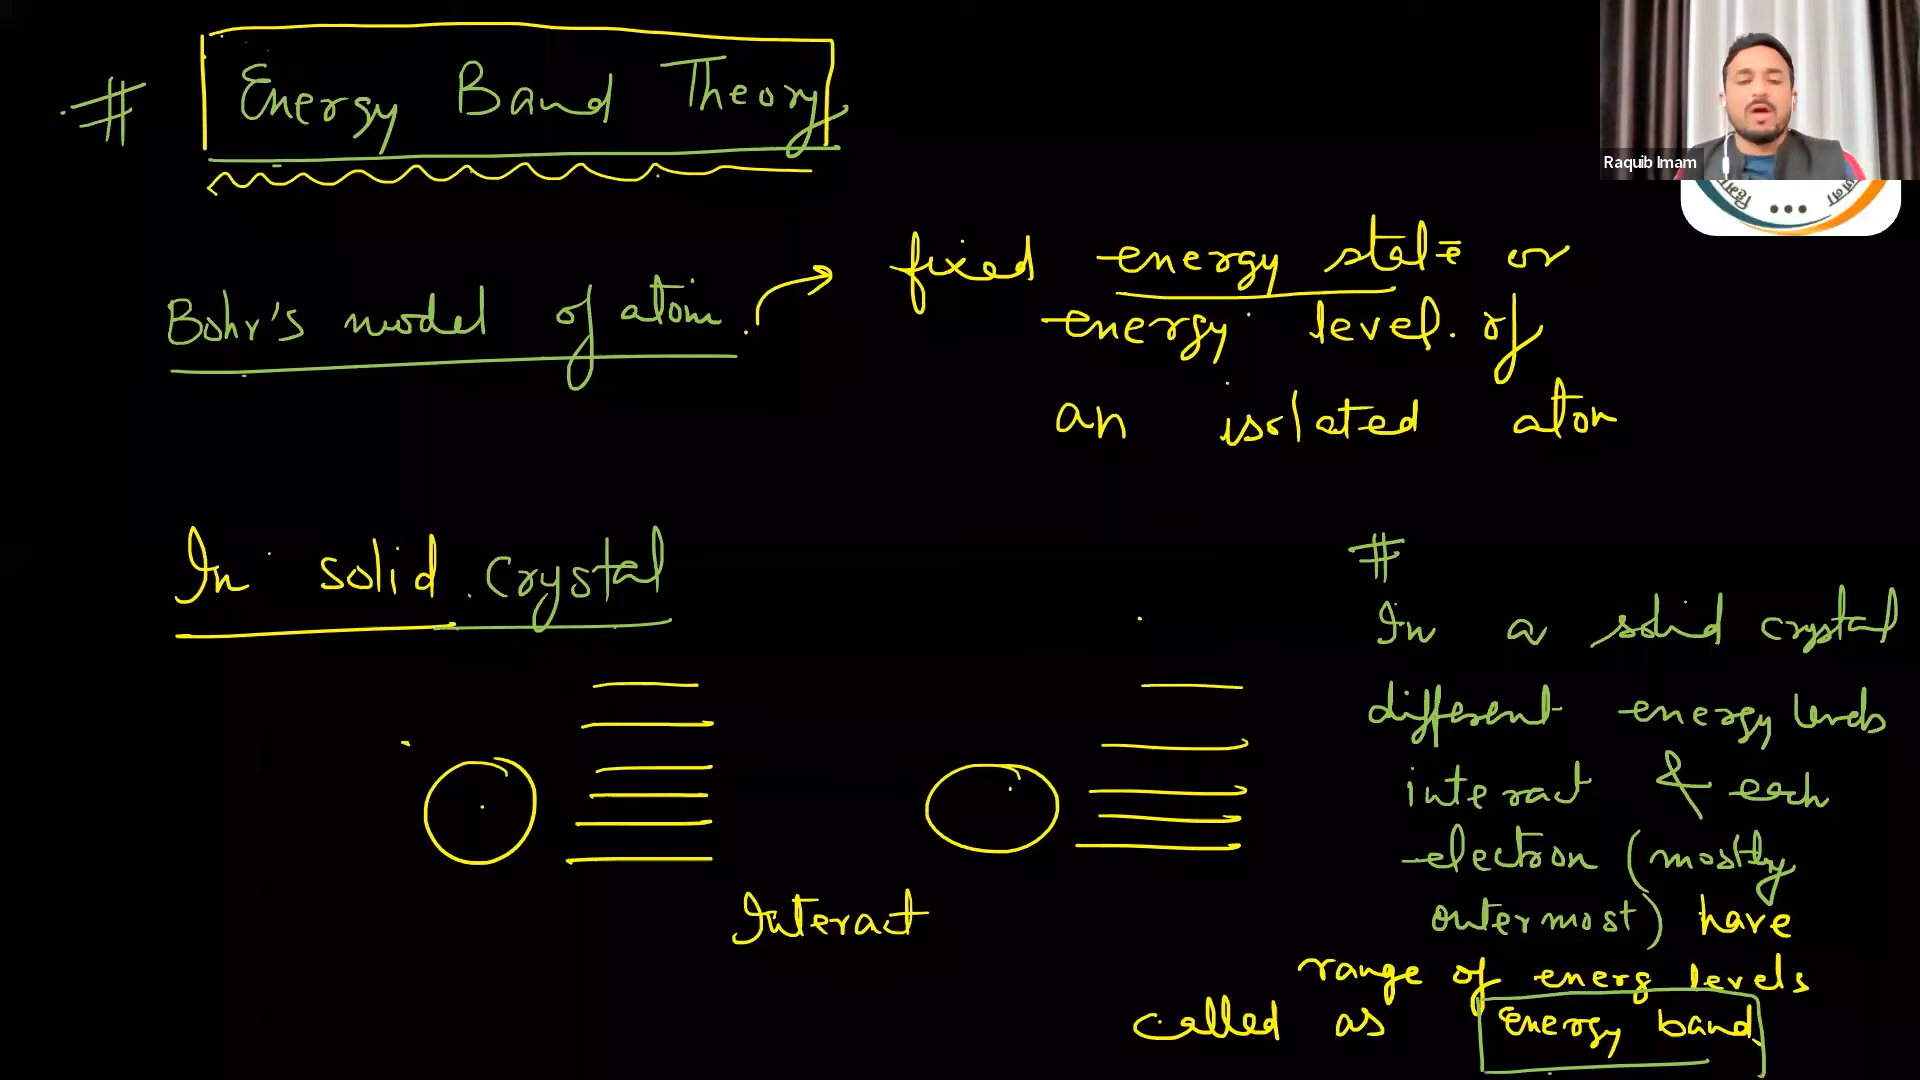 # Energy Band Theory
Raquib Imam
Bohr's model of atom.
fixed energy state or
energy level. of
an isolated atom
In solid crystal
Interact
#
In a solid crystal
different energy levels
interact & each
electron (mostly
outermost) have
range of energ levels
called as energy band